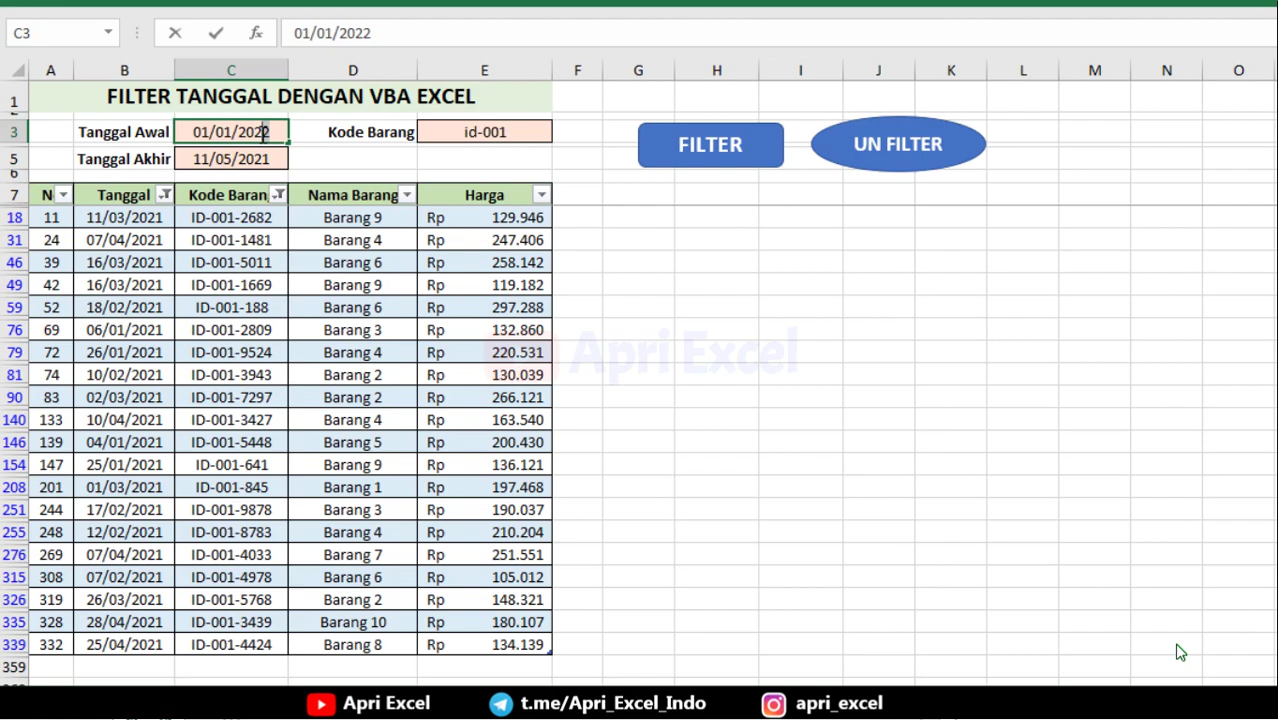 C3 fx 01/01/2022
A B C D E F G H I J K L M N O
1 FILTER TANGGAL DENGAN VBA EXCEL
2
3 Tanggal Awal 01/01/2022 Kode Barang id-001 FILTER UN FILTER
5 Tanggal Akhir 11/05/2021
6
7 N Tanggal Kode Baran Nama Barang Harga
18 11 11/03/2021 ID-001-2682 Barang 9 Rp 129.946
31 24 07/04/2021 ID-001-1481 Barang 4 Rp 247.406
46 39 16/03/2021 ID-001-5011 Barang 6 Rp 258.142
49 42 16/03/2021 ID-001-1669 Barang 9 Rp 119.182
59 52 18/02/2021 ID-001-188 Barang 6 Rp 297.288
76 69 06/01/2021 ID-001-2809 Barang 3 Rp 132.860
79 72 26/01/2021 ID-001-9524 Barang 4 Rp 220.531
Apri Excel
81 74 10/02/2021 ID-001-3943 Barang 2 Rp 130.039
90 83 02/03/2021 ID-001-7297 Barang 2 Rp 266.121
140 133 10/04/2021 ID-001-3427 Barang 4 Rp 163.540
146 139 04/01/2021 ID-001-5448 Barang 5 Rp 200.430
154 147 25/01/2021 ID-001-641 Barang 9 Rp 136.121
208 201 01/03/2021 ID-001-845 Barang 1 Rp 197.468
251 244 17/02/2021 ID-001-9878 Barang 3 Rp 190.037
255 248 12/02/2021 ID-001-8783 Barang 4 Rp 210.204
276 269 07/04/2021 ID-001-4033 Barang 7 Rp 251.551
315 308 07/02/2021 ID-001-4978 Barang 6 Rp 105.012
326 319 26/03/2021 ID-001-5768 Barang 2 Rp 148.321
335 328 28/04/2021 ID-001-3439 Barang 10 Rp 180.107
339 332 25/04/2021 ID-001-4424 Barang 8 Rp 134.139
359
Apri Excel t.me/Apri_Excel_Indo apri_excel